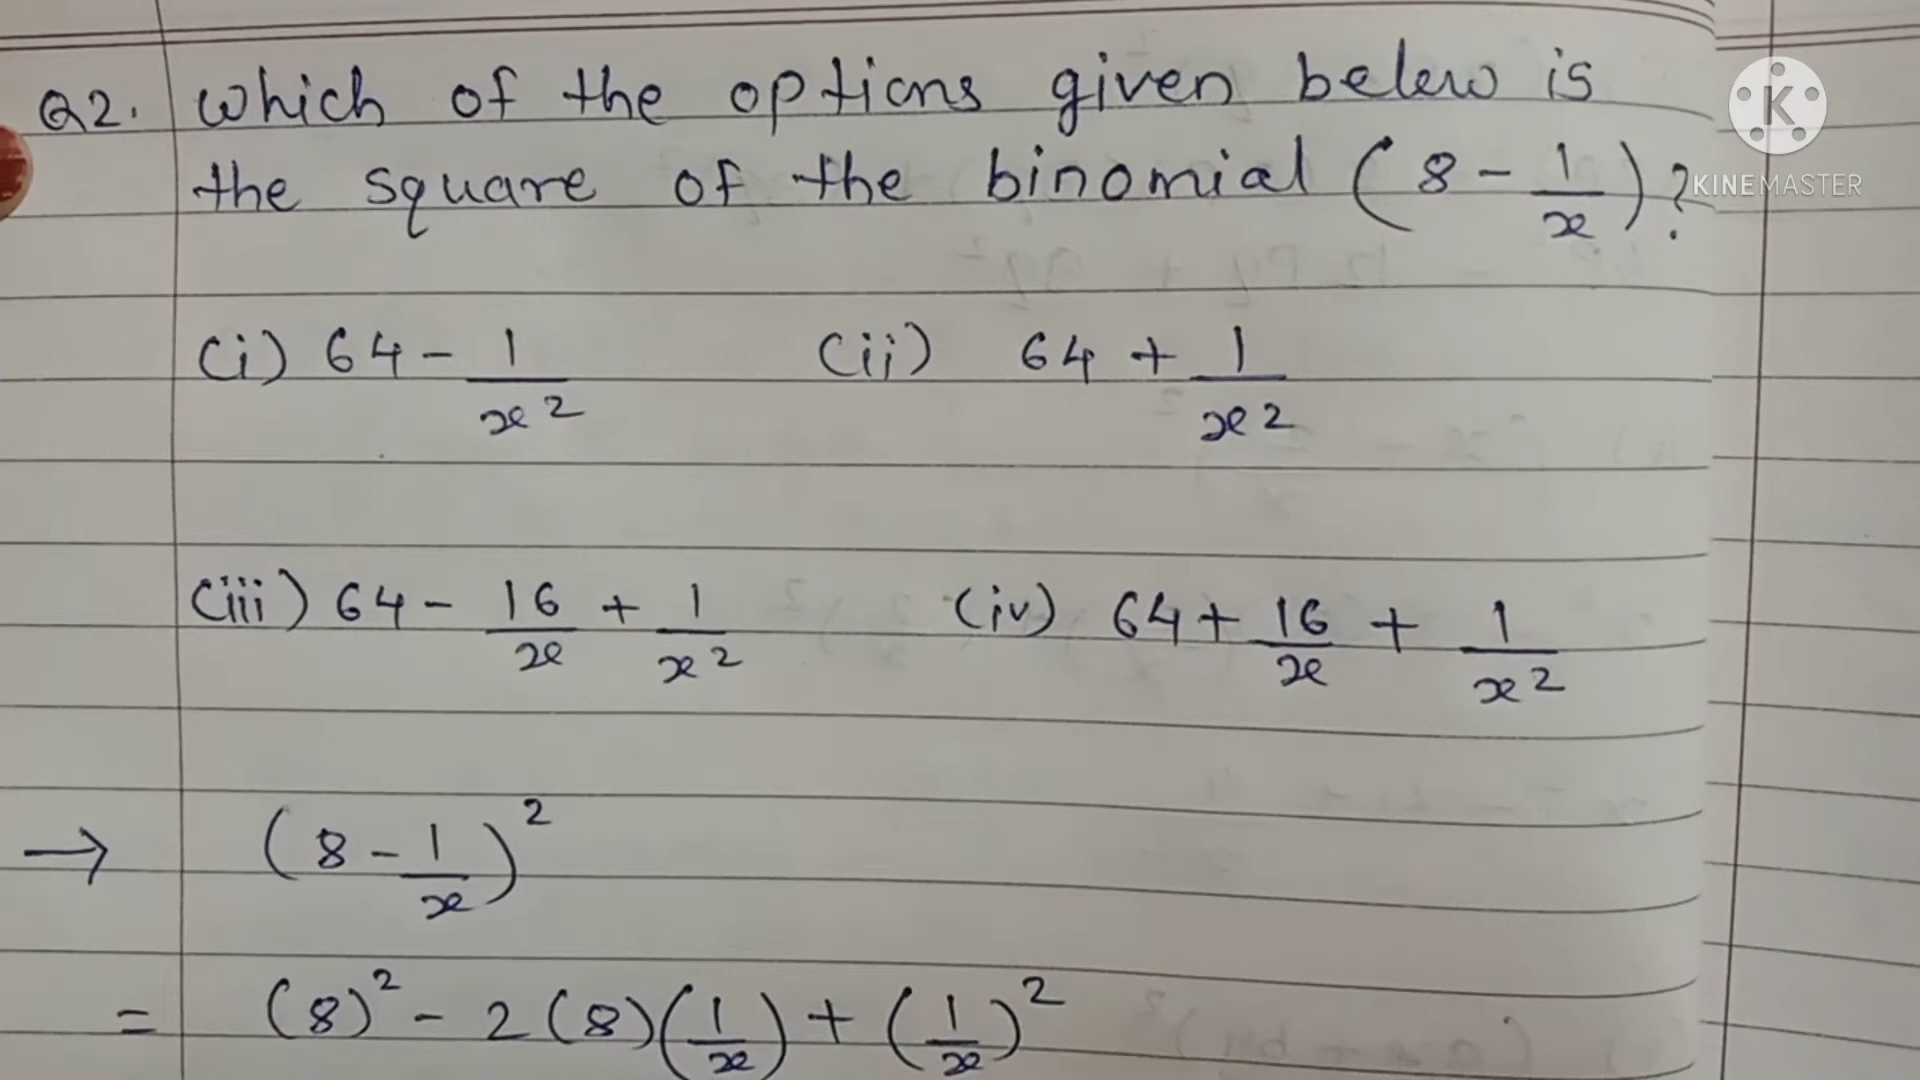 Q2. Which of the options given below is
the square of the binomial (8 - 1/x)?
K
KINEMASTER
(i) 64 - 1/x² (ii) 64 + 1/x²
(iii) 64 - 16/x + 1/x² (iv) 64 + 16/x + 1/x²
→ (8 - 1/x)²
= (8)² - 2(8)(1/x) + (1/x)²